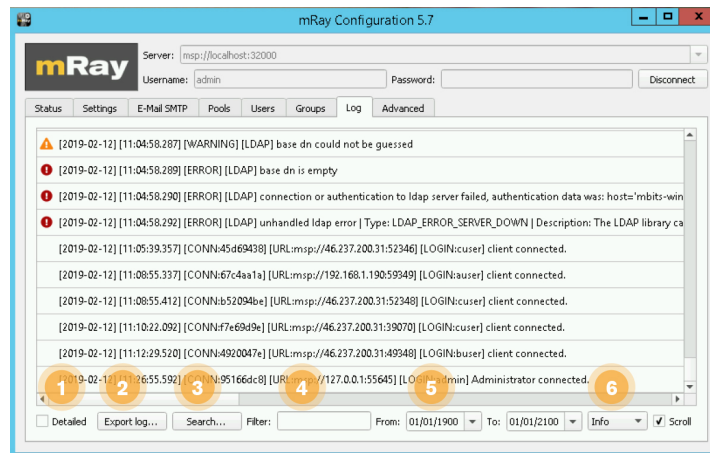 mRay Configuration 5.7
mRay
Server: msp://localhost:32000
Username: admin Password: Disconnect
Status Settings E-Mail SMTP Pools Users Groups Log Advanced
[2019-02-12] [11:04:58.287] [WARNING] [LDAP] base dn could not be guessed
[2019-02-12] [11:04:58.289] [ERROR] [LDAP] base dn is empty
[2019-02-12] [11:04:58.290] [ERROR] [LDAP] connection or authentication to ldap server failed, authentication data was: host='mbits-win
[2019-02-12] [11:04:58.292] [ERROR] [LDAP] unhandled ldap error | Type: LDAP_ERROR_SERVER_DOWN | Description: The LDAP library ca
[2019-02-12] [11:05:39.357] [CONN:45d69438] [URL:msp://46.237.200.31:52346] [LOGIN:cuser] client connected.
[2019-02-12] [11:08:55.337] [CONN:67c4aa1a] [URL:msp://192.168.1.190:59349] [LOGIN:auser] client connected.
[2019-02-12] [11:08:55.412] [CONN:b52094be] [URL:msp://46.237.200.31:52348] [LOGIN:cuser] client connected.
[2019-02-12] [11:10:22.092] [CONN:f7e69d9e] [URL:msp://46.237.200.31:39070] [LOGIN:cuser] client connected.
[2019-02-12] [11:12:29.520] [CONN:4920047e] [URL:msp://46.237.200.31:49348] [LOGIN:buser] client connected.
[2019-02-12] [11:26:55.592] [CONN:95166dc8] [URL:msp://127.0.0.1:55645] [LOGIN:admin] Administrator connected.
1 2 3 4 5 6
Detailed Export log... Search... Filter: From: 01/01/1900 To: 01/01/2100 Info Scroll